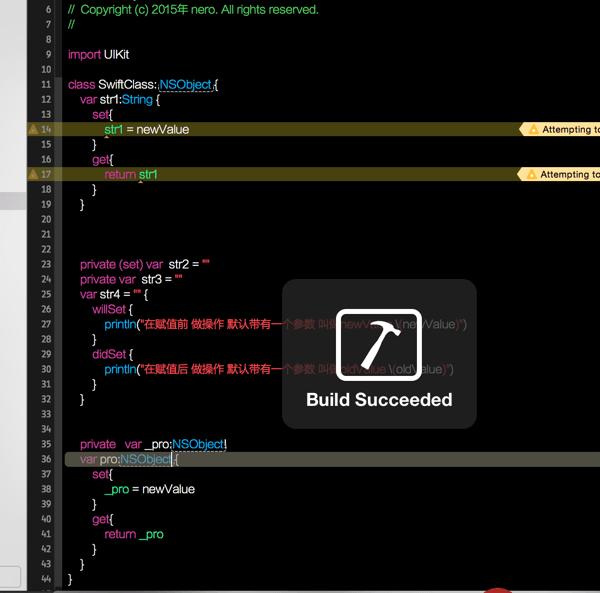 6 // Copyright (c) 2015年 nero. All rights reserved.
7 //
8
9 import UIKit
10
11 class SwiftClass: NSObject {
12 var str1:String {
13 set{
14 str1 = newValue Attempting to
15 }
16 get{
17 return str1 Attempting to
18 }
19 }
20
21
22
23 private (set) var str2 = ""
24 private var str3 = ""
25 var str4 = "" {
26 willSet {
27 println("在赋值前 做操作 默认带有一个参数 叫做newValue \(newValue)")
28 }
29 didSet {
30 println("在赋值后 做操作 默认带有一个参数 叫做oldValue \(oldValue)")
31 }
32 }
33
34
35 private var _pro:NSObject!
36 var pro:NSObject {
37 set{
38 _pro = newValue
39 }
40 get{
41 return _pro
42 }
43 }
44 }
Build Succeeded